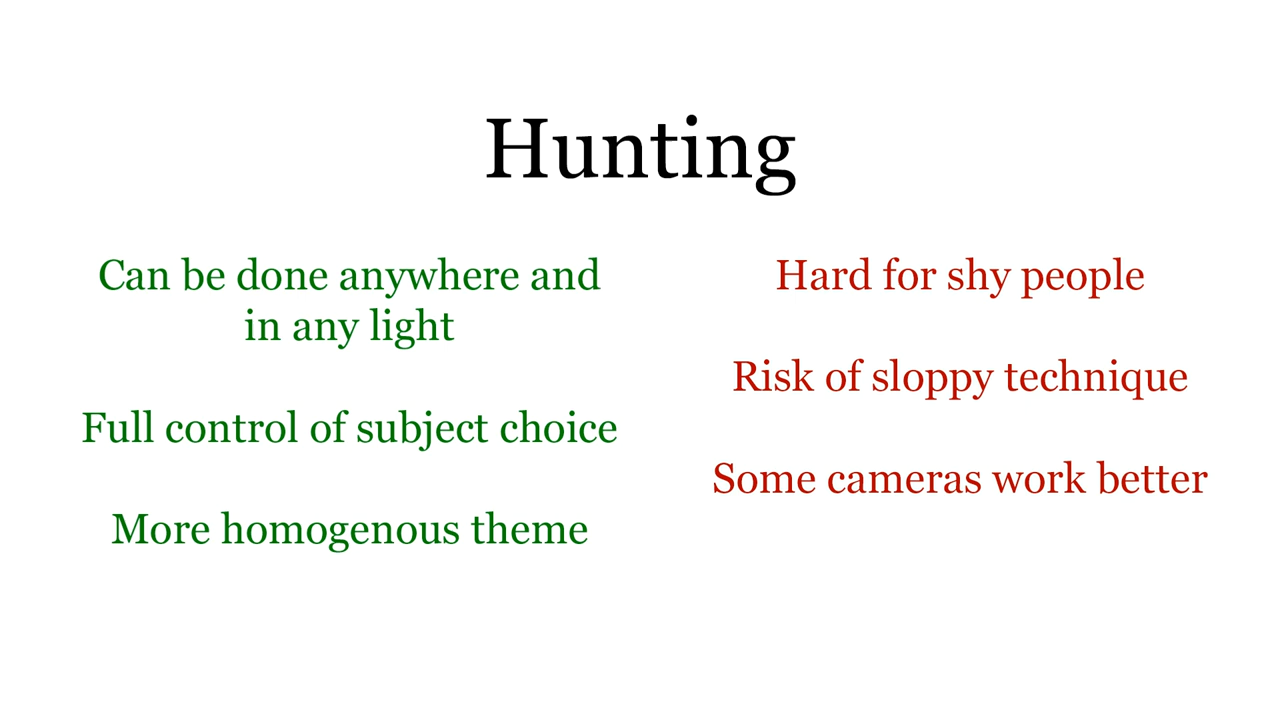 Hunting
Can be done anywhere and
in any light
Full control of subject choice
More homogenous theme
Hard for shy people
Risk of sloppy technique
Some cameras work better